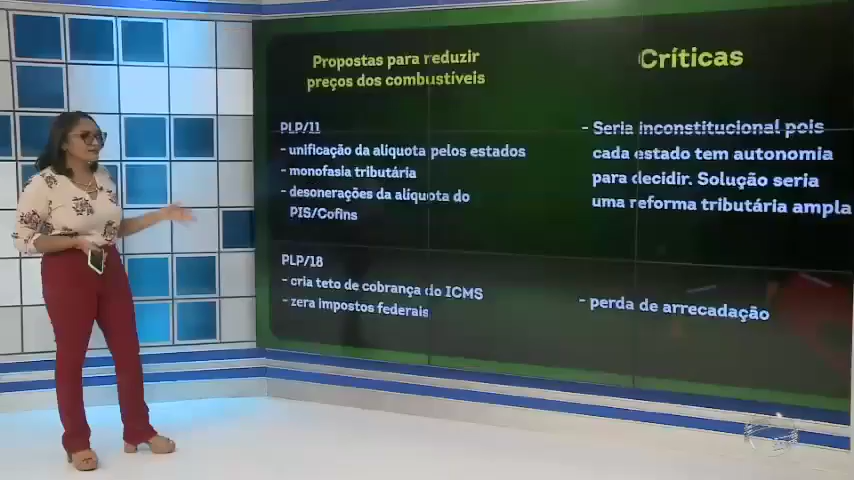 Propostas para reduzir
preços dos combustíveis
PLP/11
- unificação da alíquota pelos estados
- monofasia tributária
- desonerações da alíquota do
PIS/Cofins
PLP/18
- cria teto de cobrança do ICMS
- zera impostos federais
Críticas
- Seria inconstitucional pois
cada estado tem autonomia
para decidir. Solução seria
uma reforma tributária ampla
- perda de arrecadação